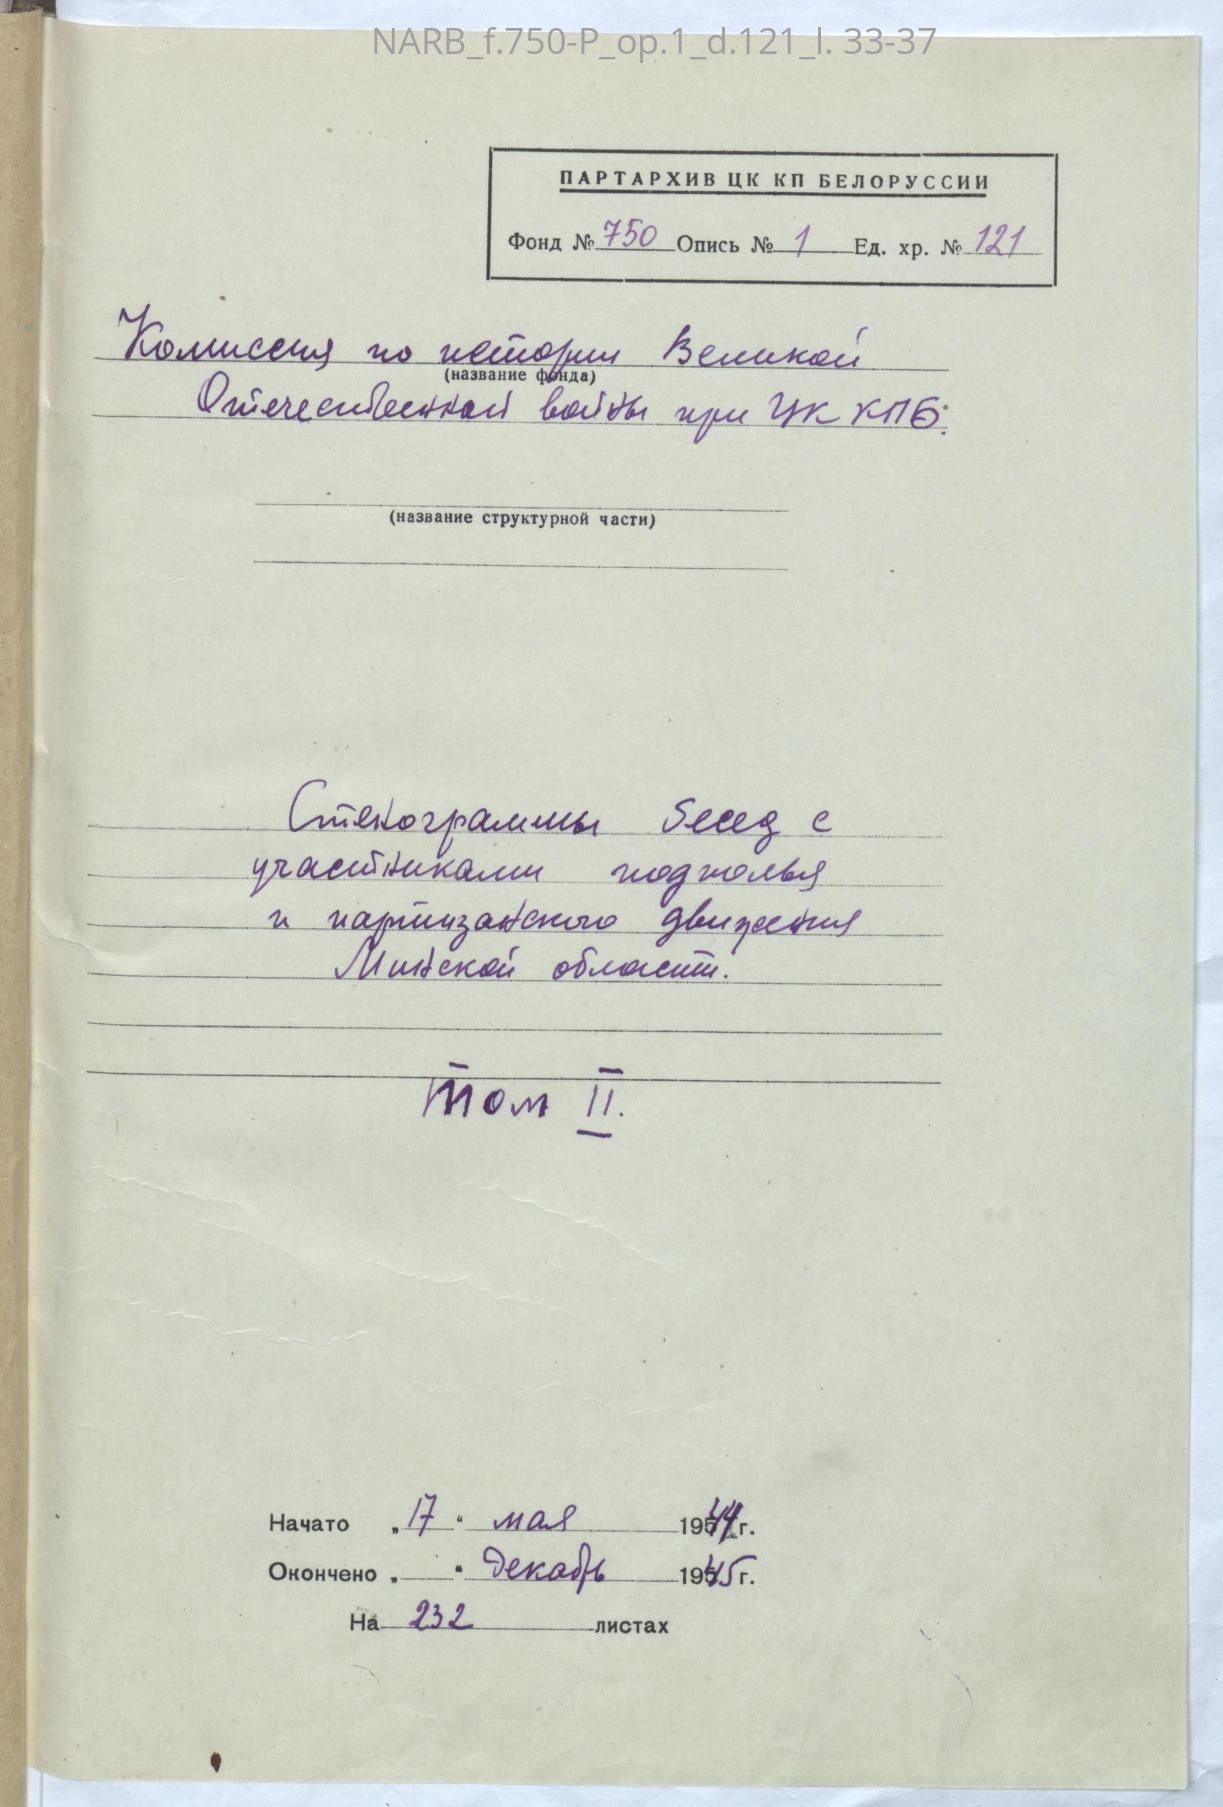 NARB_f.750-P_op.1_d.121_l. 33-37
ПАРТАРХИВ ЦК КП БЕЛОРУССИИ
Фонд № 750 Опись № 1 Ед. хр. № 121
Комиссия по истории Великой
(название фонда)
Отечественной войны при ЦК КПБ.
(название структурной части)
Стенограммы бесед с
участниками подполья
и партизанского движения
Минской области.
Том II.
Начато „17“ мая 1944 г.
Окончено „ “ Декабрь 1945 г.
На 232 листах